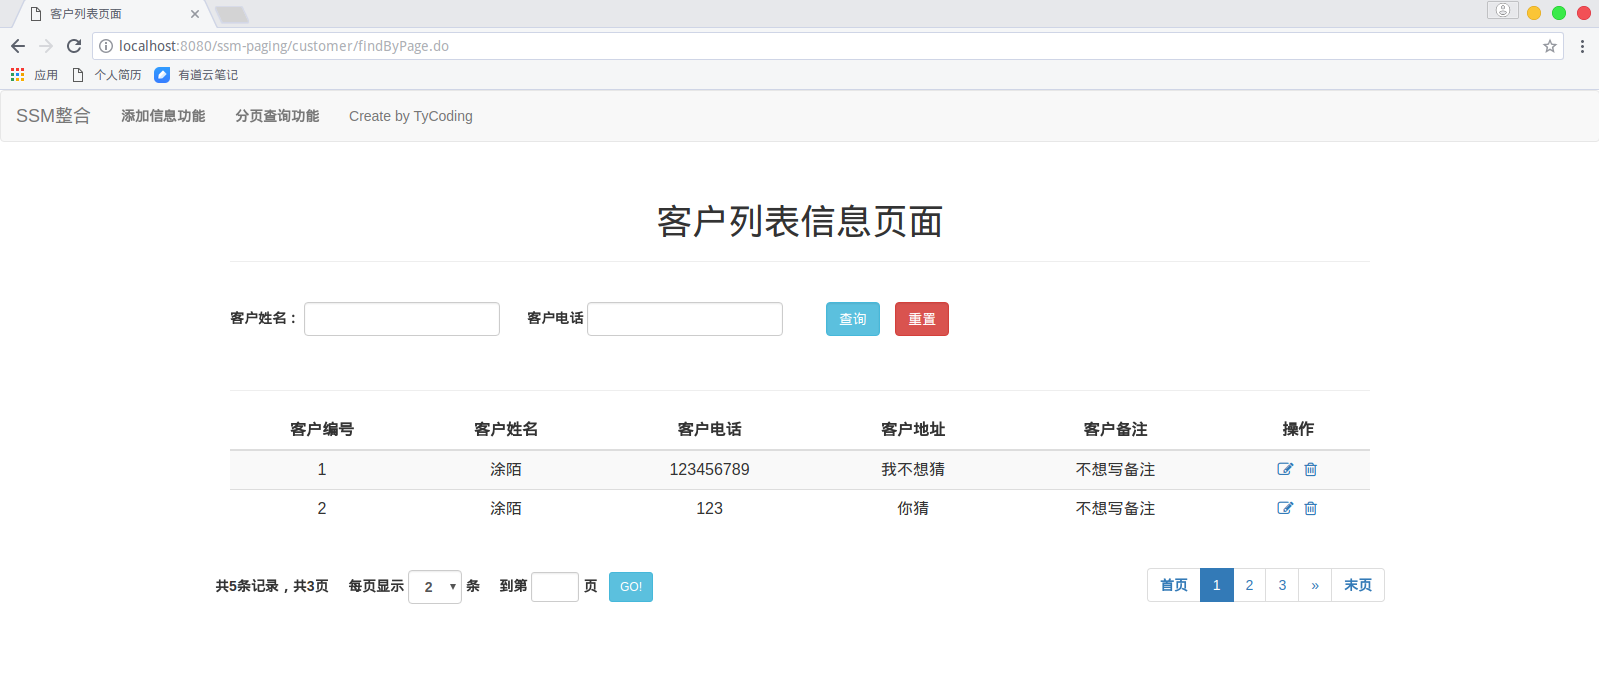 客户列表页面
localhost:8080/ssm-paging/customer/findByPage.do
应用 个人简历 有道云笔记
SSM整合 添加信息功能 分页查询功能 Create by TyCoding
客户列表信息页面
客户姓名： 客户电话 查询 重置
客户编号 客户姓名 客户电话 客户地址 客户备注 操作
1 涂陌 123456789 我不想猜 不想写备注
2 涂陌 123 你猜 不想写备注
共5条记录，共3页 每页显示 2 条 到第 页 GO! 首页 1 2 3 » 末页